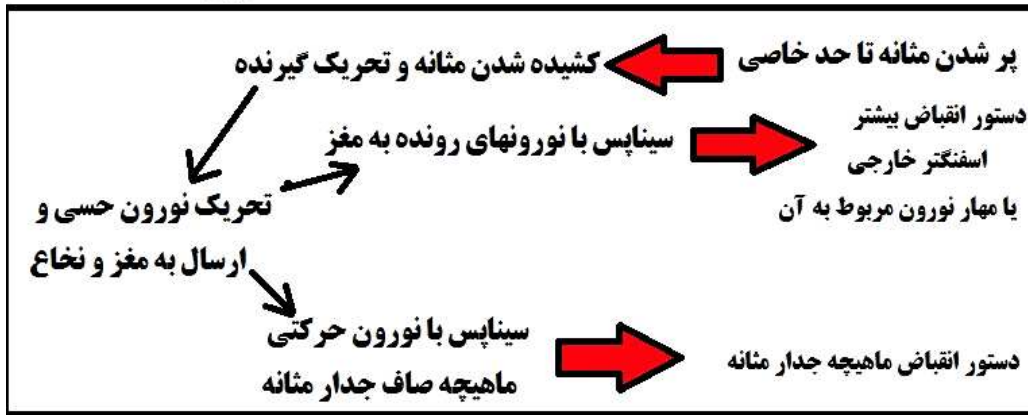 پر شدن مثانه تا حد خاصی
کشیده شدن مثانه و تحریک گیرنده
تحریک نورون حسی و
ارسال به مغز و نخاع
سیناپس با نورونهای رونده به مغز
دستور انقباض بیشتر
اسفنگتر خارجی
یا مهار نورون مربوط به آن
سیناپس با نورون حرکتی
ماهیچه صاف جدار مثانه
دستور انقباض ماهیچه جدار مثانه